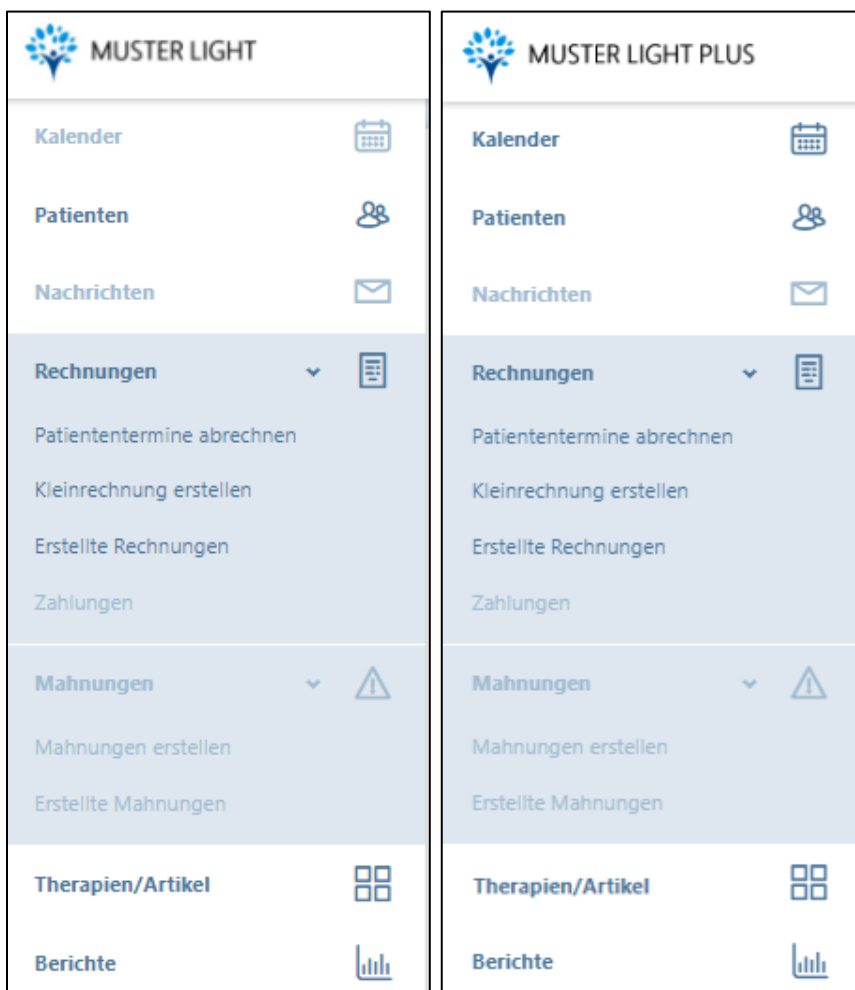 MUSTER LIGHT
Kalender
Patienten
Nachrichten
Rechnungen
Patiententermine abrechnen
Kleinrechnung erstellen
Erstellte Rechnungen
Zahlungen
Mahnungen
Mahnungen erstellen
Erstellte Mahnungen
Therapien/Artikel
Berichte
MUSTER LIGHT PLUS
Kalender
Patienten
Nachrichten
Rechnungen
Patiententermine abrechnen
Kleinrechnung erstellen
Erstellte Rechnungen
Zahlungen
Mahnungen
Mahnungen erstellen
Erstellte Mahnungen
Therapien/Artikel
Berichte